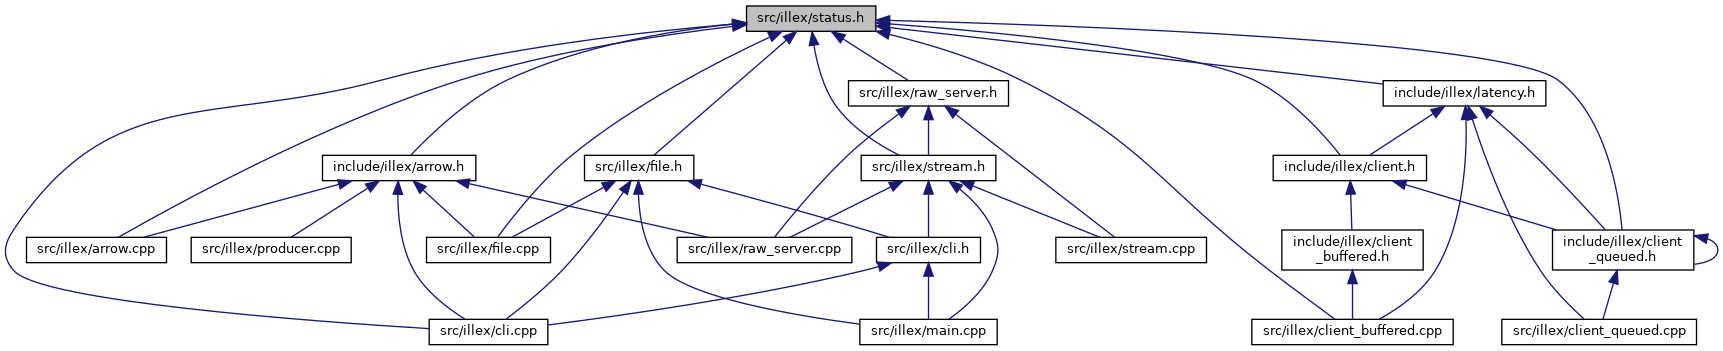 src/illex/status.h
src/illex/raw_server.h
include/illex/latency.h
include/illex/arrow.h
src/illex/file.h
src/illex/stream.h
include/illex/client.h
src/illex/arrow.cpp
src/illex/producer.cpp
src/illex/file.cpp
src/illex/raw_server.cpp
src/illex/cli.h
src/illex/stream.cpp
include/illex/client
_buffered.h
include/illex/client
_queued.h
src/illex/cli.cpp
src/illex/main.cpp
src/illex/client_buffered.cpp
src/illex/client_queued.cpp